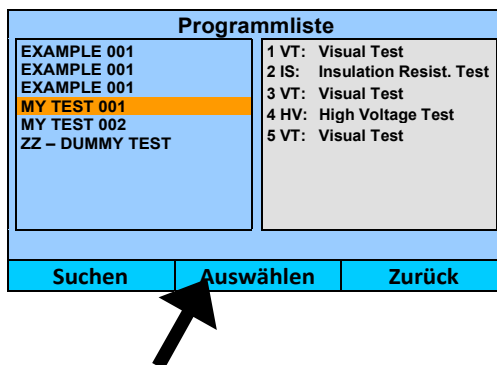 Programmliste
EXAMPLE 001
EXAMPLE 001
EXAMPLE 001
MY TEST 001
MY TEST 002
ZZ – DUMMY TEST
1 VT: Visual Test
2 IS: Insulation Resist. Test
3 VT: Visual Test
4 HV: High Voltage Test
5 VT: Visual Test
Suchen
Auswählen
Zurück